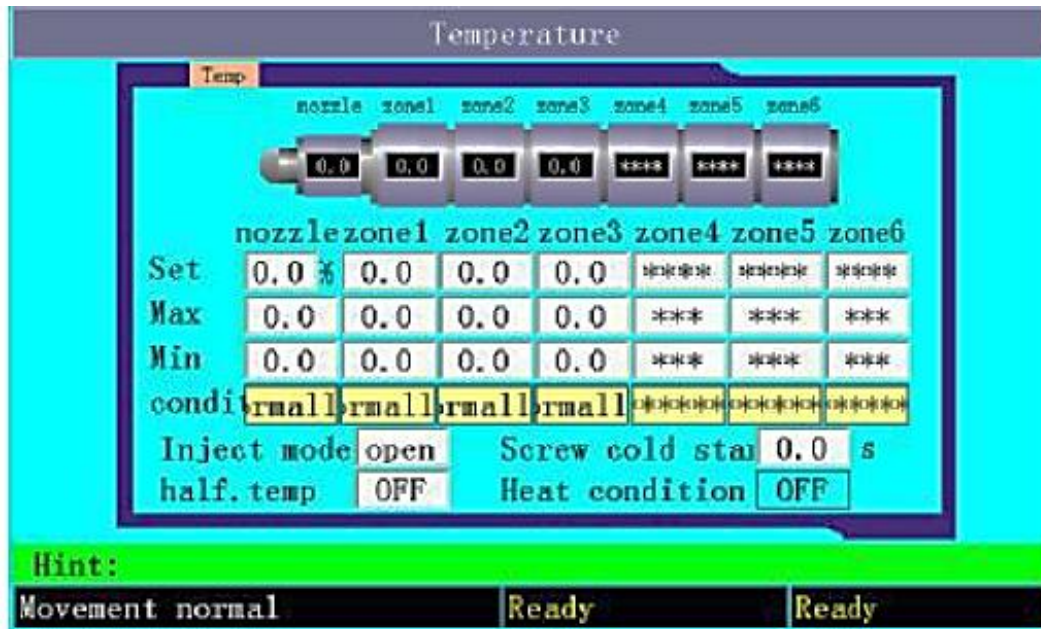 Temperature
Temp
nozzle zone1 zone2 zone3 zone4 zone5 zone6
0.0 0.0 0.0 0.0 **** **** ****
nozzle zone1 zone2 zone3 zone4 zone5 zone6
Set 0.0 % 0.0 0.0 0.0 **** **** ****
Max 0.0 0.0 0.0 0.0 *** *** ***
Min 0.0 0.0 0.0 0.0 *** *** ***
condit rmall rmall rmall rmall
Inject mode open Screw cold star 0.0 s
half.temp OFF Heat condition OFF
Hint:
Movement normal Ready Ready